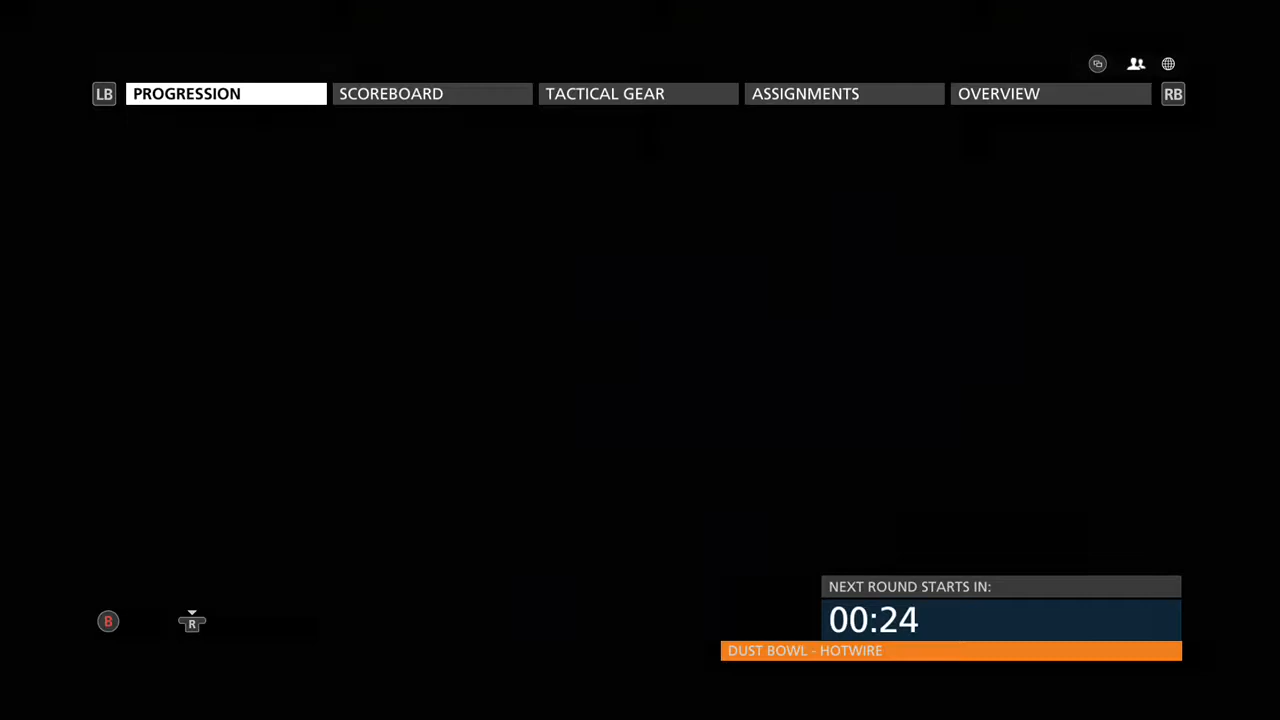 LB PROGRESSION SCOREBOARD TACTICAL GEAR ASSIGNMENTS OVERVIEW RB
NEXT ROUND STARTS IN:
00:24
B R
DUST BOWL - HOTWIRE